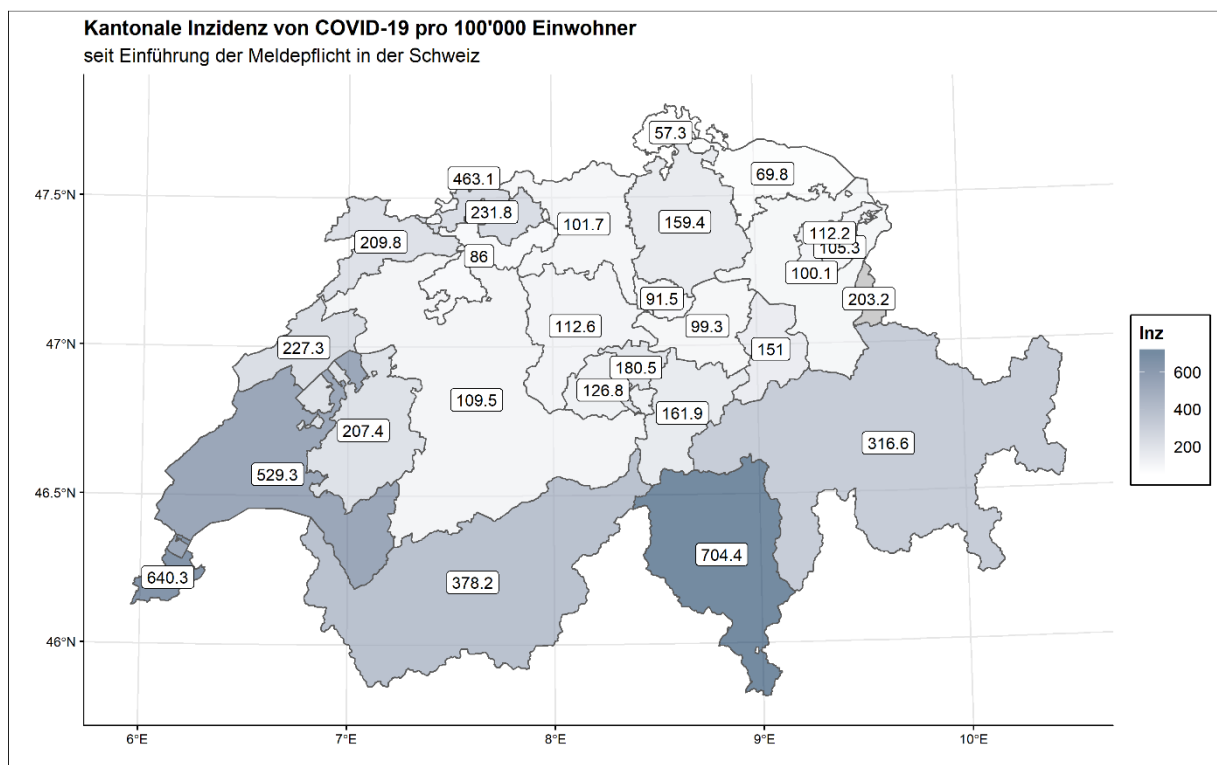 Kantonale Inzidenz von COVID-19 pro 100'000 Einwohner
seit Einführung der Meldepflicht in der Schweiz
57.3
69.8
463.1
231.8
101.7
159.4
209.8
112.2
105.3
86
100.1
91.5
203.2
112.6
99.3
227.3
151
180.5
126.8
109.5
161.9
207.4
316.6
529.3
704.4
640.3
378.2
47.5°N
47°N
46.5°N
46°N
6°E
7°E
8°E
9°E
10°E
Inz
600
400
200